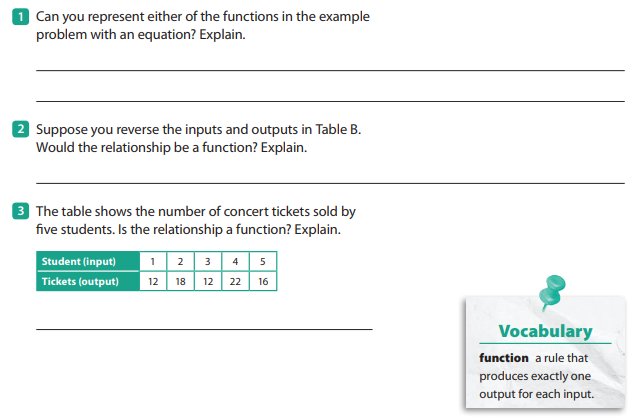 1 Can you represent either of the functions in the example
problem with an equation? Explain.
2 Suppose you reverse the inputs and outputs in Table B.
Would the relationship be a function? Explain.
3 The table shows the number of concert tickets sold by
five students. Is the relationship a function? Explain.
Student (input) 1 2 3 4 5
Tickets (output) 12 18 12 22 16
Vocabulary
function a rule that
produces exactly one
output for each input.